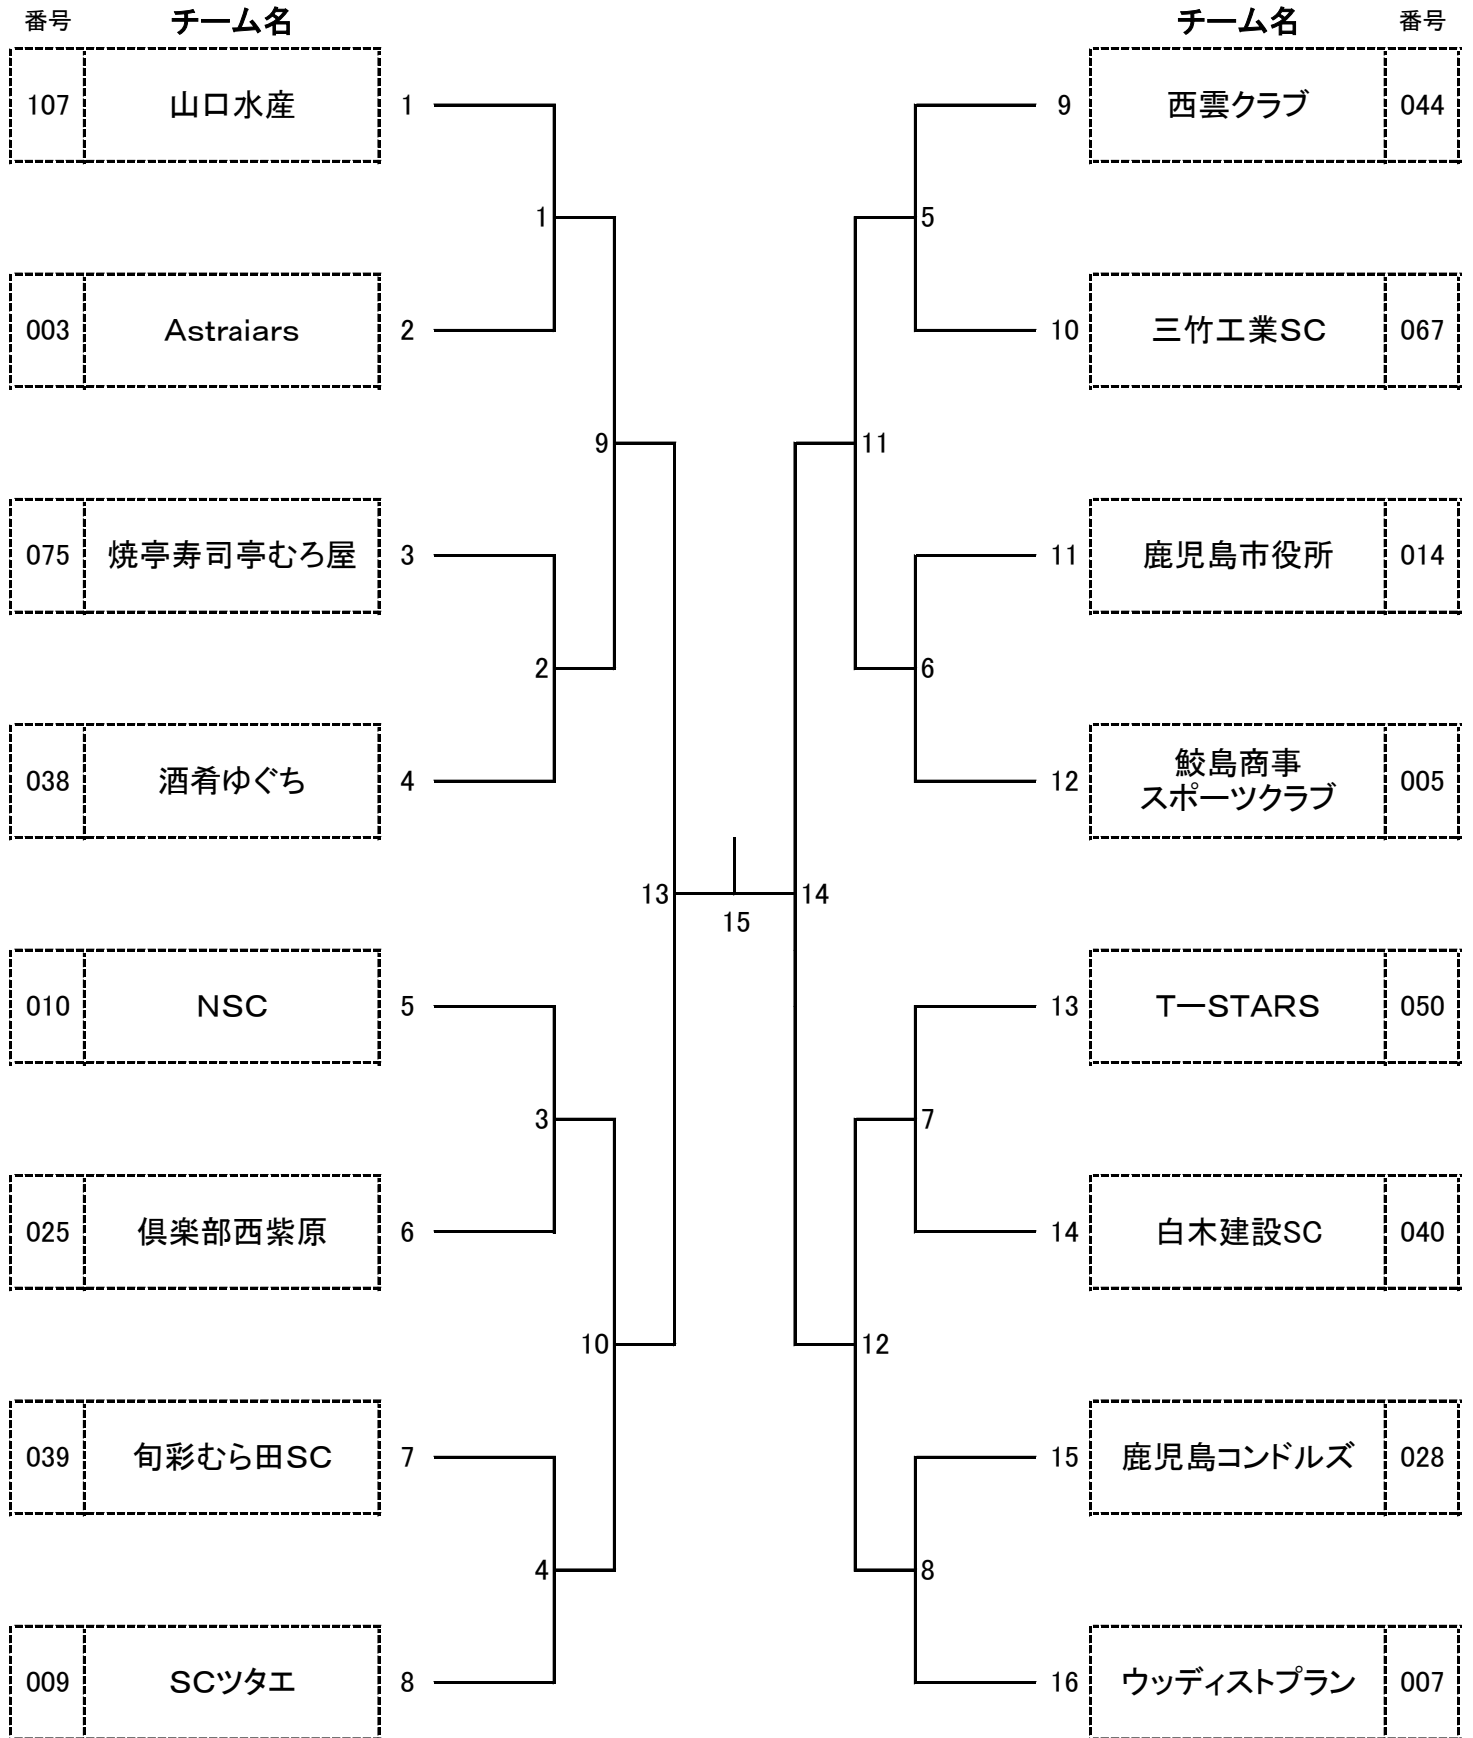 番号 チーム名 チーム名 番号
107 山口水産 1 9 西雲クラブ 044
1 5
003 Astraiars 2 10 三竹工業SC 067
9 11
075 焼亭寿司亭むろ屋 3 11 鹿児島市役所 014
2 6
038 酒肴ゆぐち 4 12 鮫島商事 005
スポーツクラブ
13 14
15
010 NSC 5 13 T－STARS 050
3 7
025 倶楽部西紫原 6 14 白木建設SC 040
10 12
039 旬彩むら田SC 7 15 鹿児島コンドルズ 028
4 8
009 SCツタエ 8 16 ウッディストプラン 007